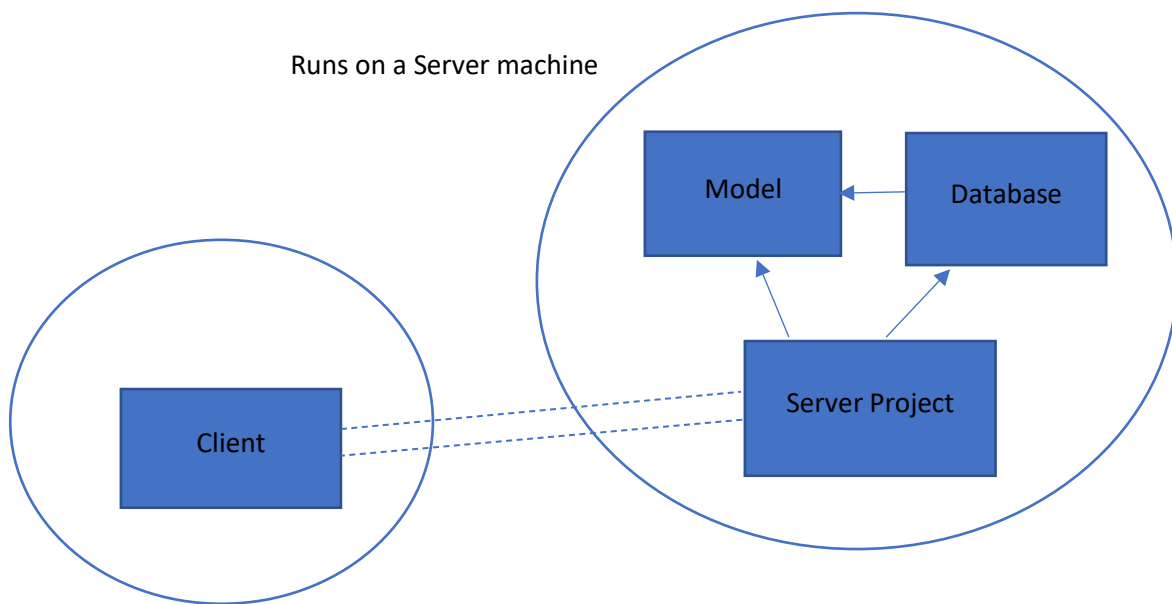 Runs on a Server machine
Model
Database
Server Project
Client